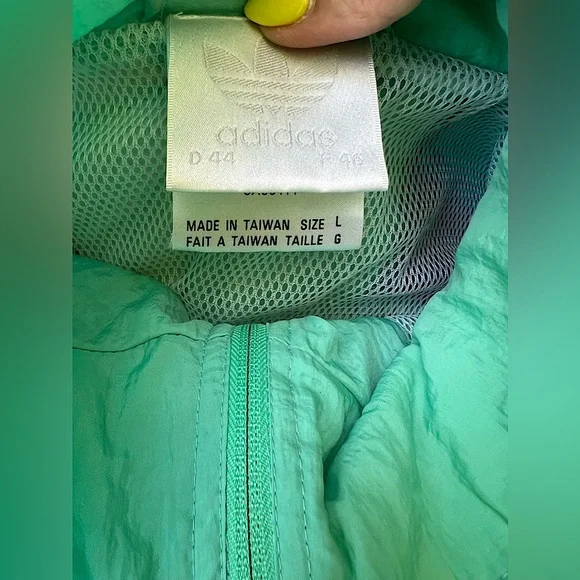 adidas
D 44 F 46
MADE IN TAIWAN SIZE L
FAIT A TAIWAN TAILLE G